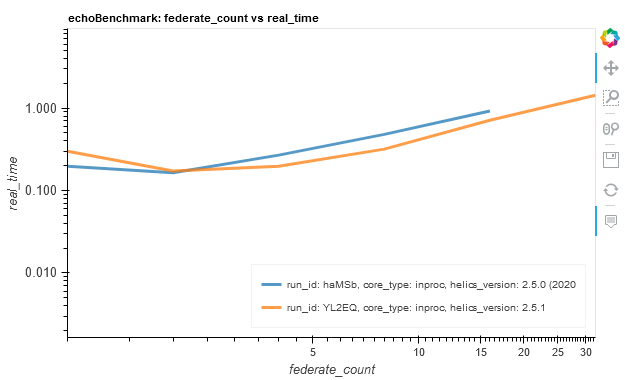 echoBenchmark: federate_count vs real_time
1.000
0.100
0.010
real_time
run_id: haMSb, core_type: inproc, helics_version: 2.5.0 (2020
run_id: YL2EQ, core_type: inproc, helics_version: 2.5.1
5 10 15 20 25 30
federate_count